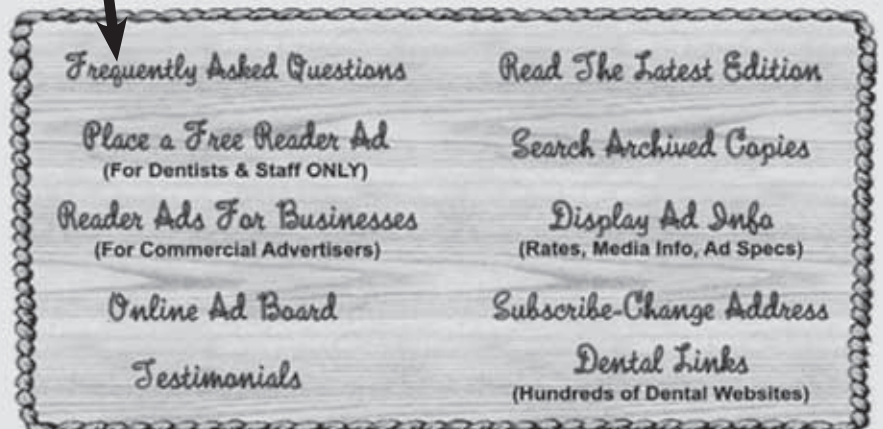 Frequently Asked Questions
Place a Free Reader Ad
(For Dentists & Staff ONLY)
Reader Ads For Businesses
(For Commercial Advertisers)
Online Ad Board
Testimonials
Read The Latest Edition
Search Archived Copies
Display Ad Info
(Rates, Media Info, Ad Specs)
Subscribe-Change Address
Dental Links
(Hundreds of Dental Websites)